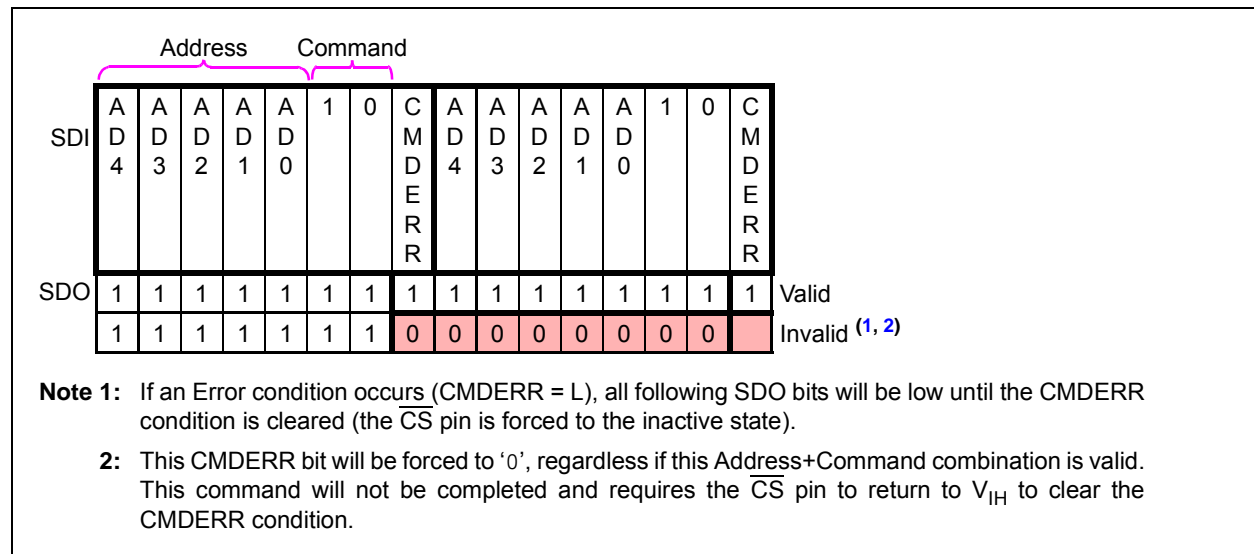 Address Command
SDI A D 4 A D 3 A D 2 A D 1 A D 0 1 0 C M D E R R A D 4 A D 3 A D 2 A D 1 A D 0 1 0 C M D E R R
SDO 1 1 1 1 1 1 1 1 1 1 1 1 1 1 1 1 Valid
1 1 1 1 1 1 1 0 0 0 0 0 0 0 0 Invalid (1, 2)
Note 1: If an Error condition occurs (CMDERR = L), all following SDO bits will be low until the CMDERR
condition is cleared (the CS pin is forced to the inactive state).
2: This CMDERR bit will be forced to ‘0’, regardless if this Address+Command combination is valid.
This command will not be completed and requires the CS pin to return to VIH to clear the
CMDERR condition.